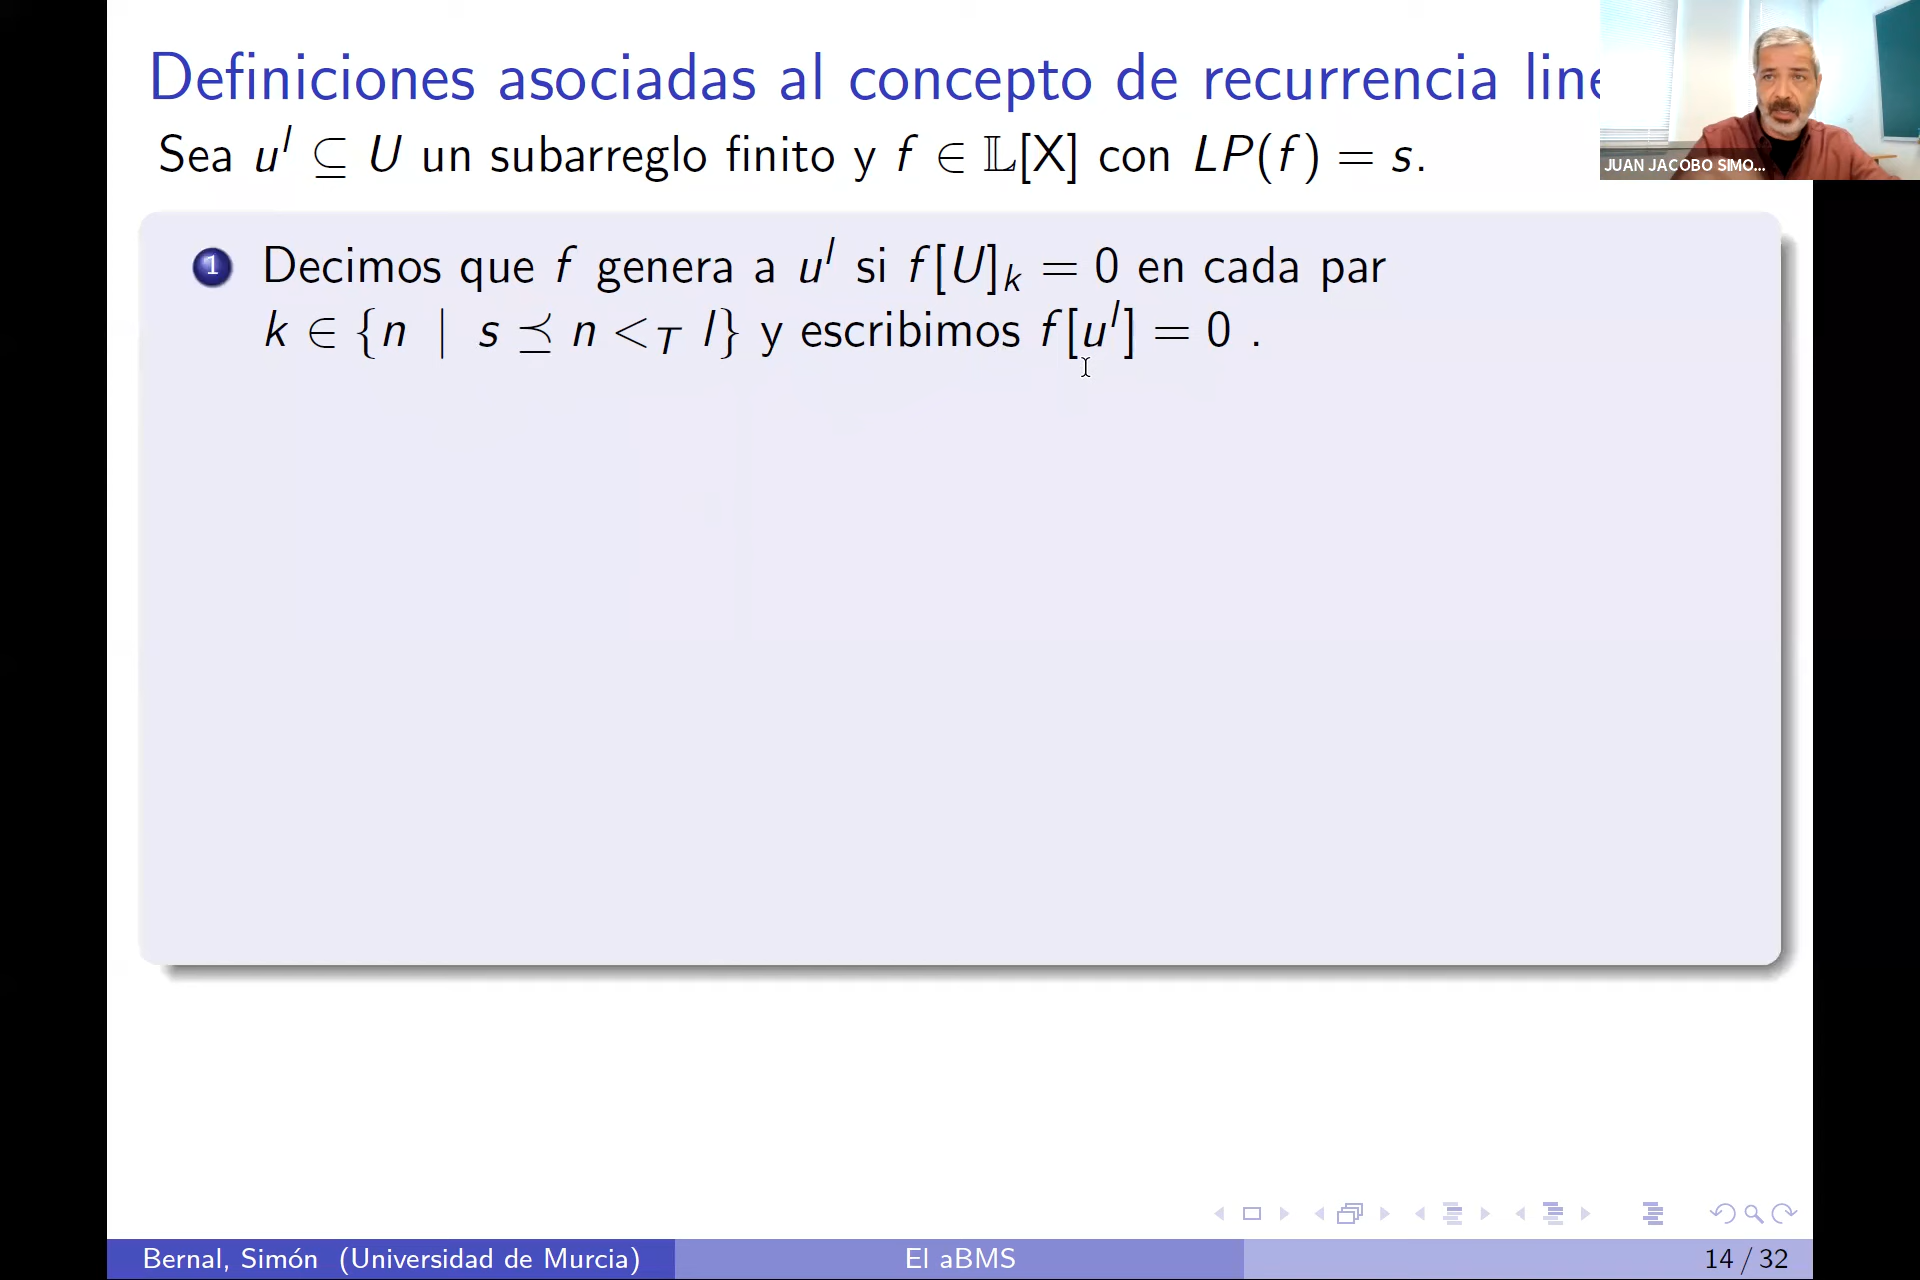 Definiciones asociadas al concepto de recurrencia line
Sea u^l ⊆ U un subarreglo finito y f ∈ 𝕃[X] con LP(f) = s.
JUAN JACOBO SIMO...
1 Decimos que f genera a u^l si f[U]_k = 0 en cada par
k ∈ {n | s ⪯ n <_T l} y escribimos f[u^l] = 0 .
Bernal, Simón (Universidad de Murcia) El aBMS 14 / 32